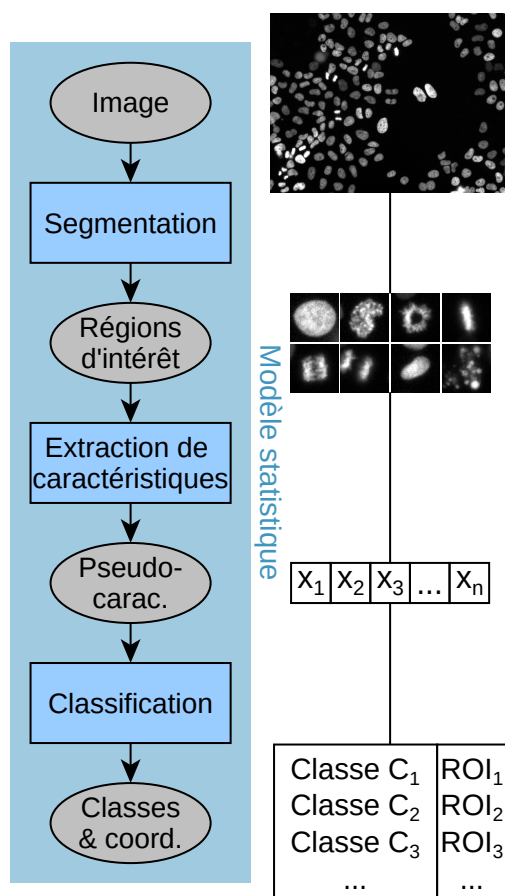 Image
Segmentation
Régions
d'intérêt
Extraction de
caractéristiques
Pseudo-
carac.
Classification
Classes
& coord.
Modèle statistique
x₁ x₂ x₃ ... xₙ
Classe C₁ ROI₁
Classe C₂ ROI₂
Classe C₃ ROI₃
... ...